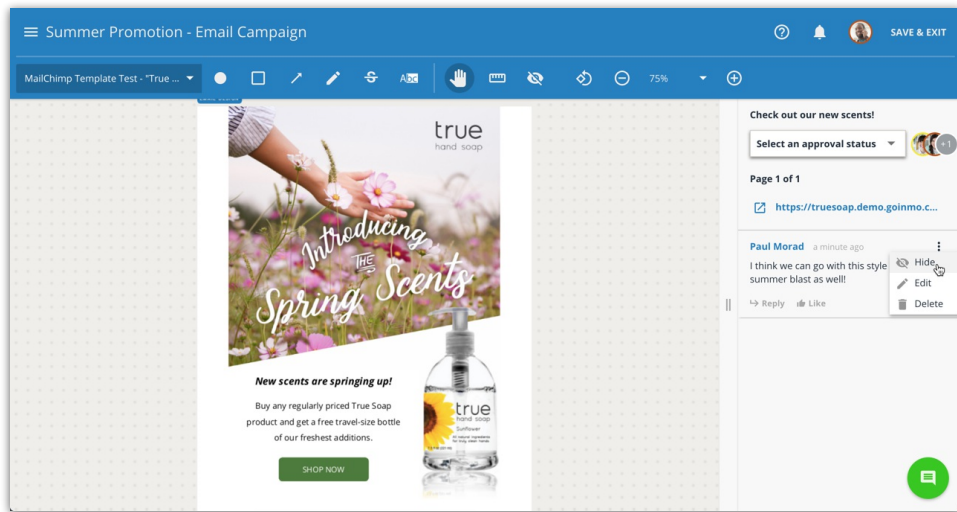 Summer Promotion - Email Campaign
SAVE & EXIT
MailChimp Template Test - "True ...
Abc
75%
true
hand soap
Introducing
THE
Spring Scents
New scents are springing up!
Buy any regularly priced True Soap
product and get a free travel-size bottle
of our freshest additions.
SHOP NOW
true
hand soap
Sunflower
Check out our new scents!
Select an approval status
+1
Page 1 of 1
https://truesoap.demo.goinmo.c...
Paul Morad a minute ago
I think we can go with this style
summer blast as well!
Reply Like
Hide
Edit
Delete